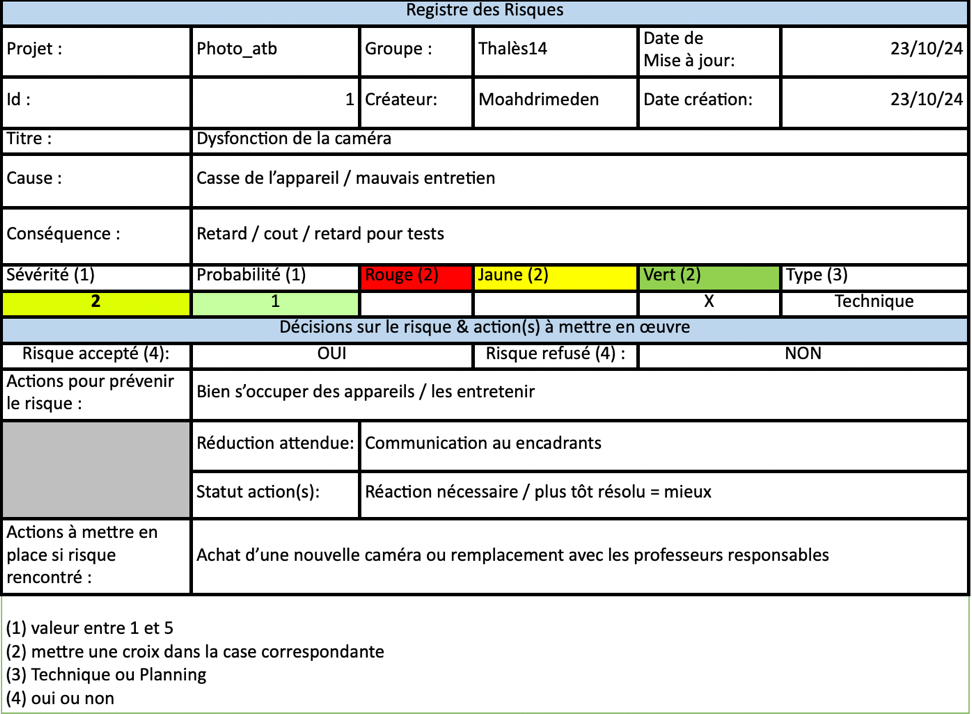 Registre des Risques
Projet : Photo_atb Groupe : Thalès14 Date de
Mise à jour: 23/10/24
Id : 1 Créateur: Moahdrimeden Date création: 23/10/24
Titre : Dysfonction de la caméra
Cause : Casse de l'appareil / mauvais entretien
Conséquence : Retard / cout / retard pour tests
Sévérité (1) Probabilité (1) Rouge (2) Jaune (2) Vert (2) Type (3)
2 1 X Technique
Décisions sur le risque & action(s) à mettre en œuvre
Risque accepté (4): OUI Risque refusé (4) : NON
Actions pour prévenir
le risque : Bien s'occuper des appareils / les entretenir
Réduction attendue: Communication au encadrants
Statut action(s): Réaction nécessaire / plus tôt résolu = mieux
Actions à mettre en
place si risque
rencontré : Achat d'une nouvelle caméra ou remplacement avec les professeurs responsables
(1) valeur entre 1 et 5
(2) mettre une croix dans la case correspondante
(3) Technique ou Planning
(4) oui ou non